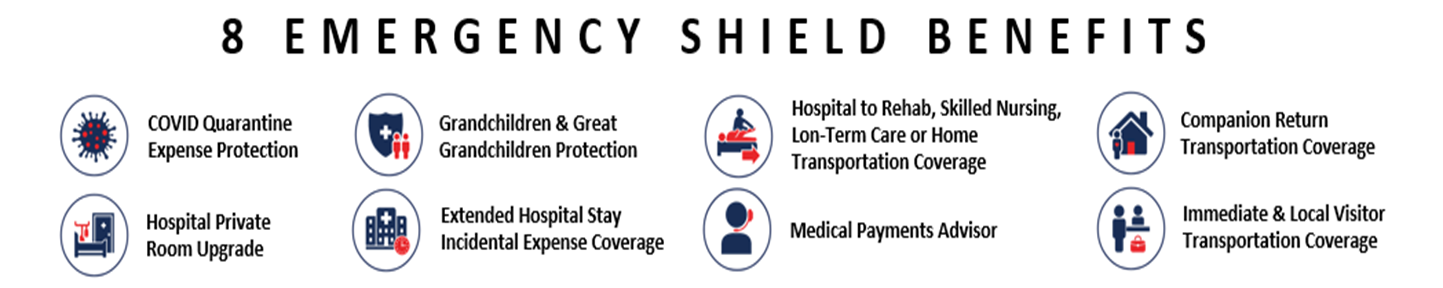 8 EMERGENCY SHIELD BENEFITS
COVID Quarantine
Expense Protection
Grandchildren & Great
Grandchildren Protection
Hospital to Rehab, Skilled Nursing,
Lon-Term Care or Home
Transportation Coverage
Companion Return
Transportation Coverage
Hospital Private
Room Upgrade
Extended Hospital Stay
Incidental Expense Coverage
Medical Payments Advisor
Immediate & Local Visitor
Transportation Coverage